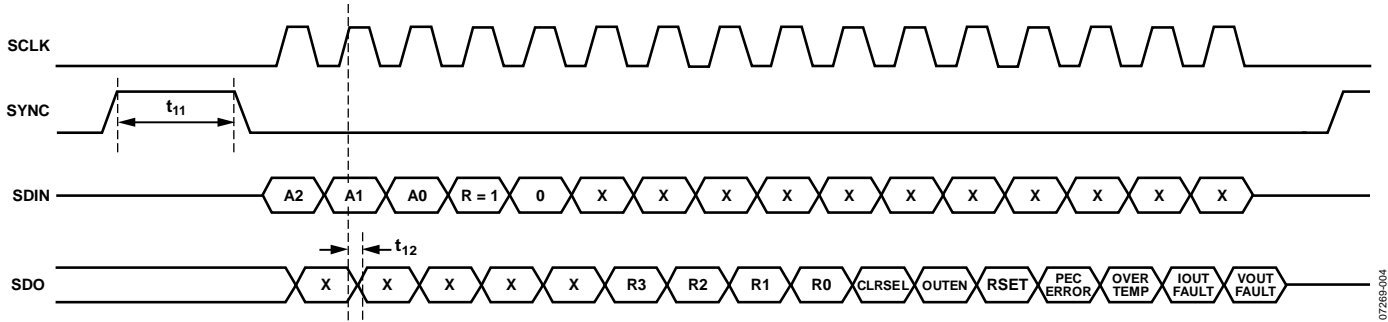 SCLK
SYNC
t11
SDIN A2 A1 A0 R = 1 0 X X X X X X X X X X X
t12
SDO X X X X X R3 R2 R1 R0 CLRSEL OUTEN RSET PEC ERROR OVER TEMP IOUT FAULT VOUT FAULT
07269-004